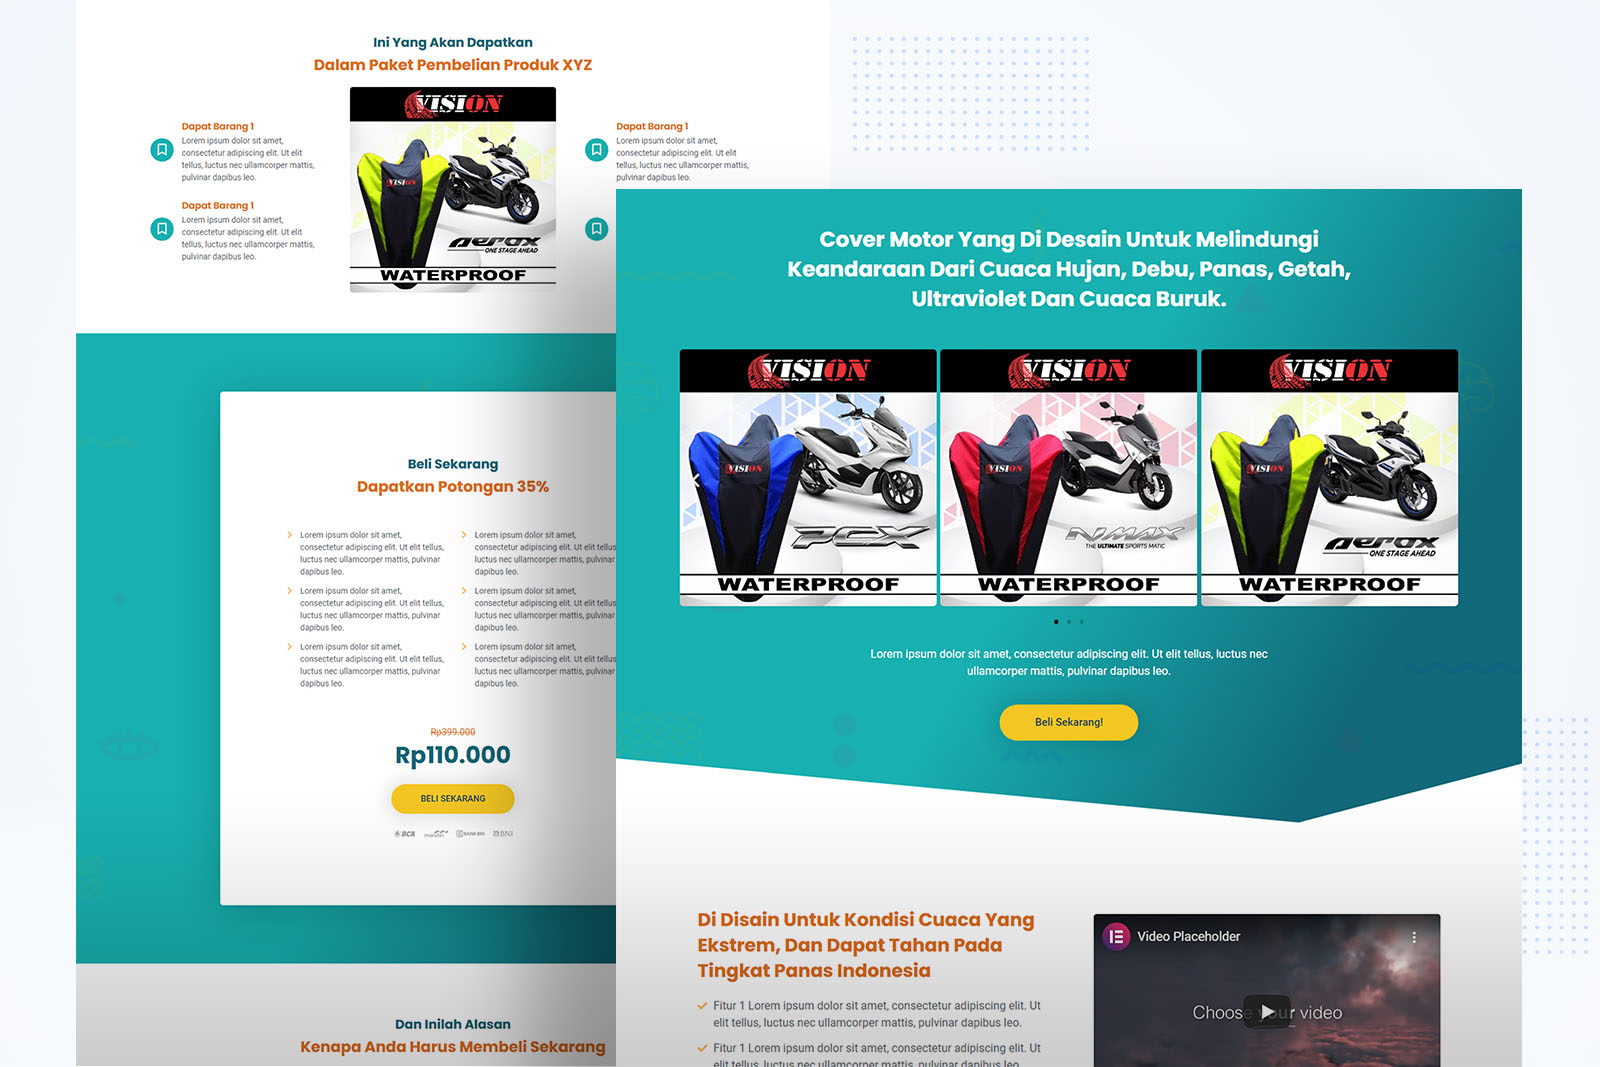 Ini Yang Akan Dapatkan
Dalam Paket Pembelian Produk XYZ
Dapat Barang 1
Lorem ipsum dolor sit amet,
consectetur adipiscing elit. Ut elit
tellus, luctus nec ullamcorper mattis,
pulvinar dapibus leo.
Dapat Barang 1
Lorem ipsum dolor sit amet,
consectetur adipiscing elit. Ut elit
tellus, luctus nec ullamcorper mattis,
pulvinar dapibus leo.
VISION
VISION
AEROX
ONE STAGE AHEAD
WATERPROOF
Dapat Barang 1
Lorem ipsum dolor sit amet,
consectetur adipiscing elit. Ut elit
tellus, luctus nec ullamcorper mattis,
pulvinar dapibus leo.
Beli Sekarang
Dapatkan Potongan 35%
Lorem ipsum dolor sit amet,
consectetur adipiscing elit. Ut elit tellus,
luctus nec ullamcorper mattis, pulvinar
dapibus leo.
Lorem ipsum dolor sit amet,
consectetur adipiscing elit. Ut elit tellus,
luctus nec ullamcorper mattis, pulvinar
dapibus leo.
Lorem ipsum dolor sit amet,
consectetur adipiscing elit. Ut elit tellus,
luctus nec ullamcorper mattis, pulvinar
dapibus leo.
Lorem ipsum dolor sit amet,
consectetur adipiscing elit. Ut elit tellus
luctus nec ullamcorper mattis, pulvinar
dapibus leo.
Lorem ipsum dolor sit amet,
consectetur adipiscing elit. Ut elit tellus
luctus nec ullamcorper mattis, pulvinar
dapibus leo.
Lorem ipsum dolor sit amet,
consectetur adipiscing elit. Ut elit tellus
luctus nec ullamcorper mattis, pulvinar
dapibus leo.
Rp399.000
Rp110.000
BELI SEKARANG
BCA mandiri BANK BRI BNI
Dan Inilah Alasan
Kenapa Anda Harus Membeli Sekarang
Cover Motor Yang Di Desain Untuk Melindungi
Keandaraan Dari Cuaca Hujan, Debu, Panas, Getah,
Ultraviolet Dan Cuaca Buruk.
VISION
VISION
PCX
WATERPROOF
VISION
VISION
NMAX
THE ULTIMATE SPORTS MATIC
WATERPROOF
VISION
VISION
AEROX
ONE STAGE AHEAD
WATERPROOF
Lorem ipsum dolor sit amet, consectetur adipiscing elit. Ut elit tellus, luctus nec
ullamcorper mattis, pulvinar dapibus leo.
Beli Sekarang!
Di Disain Untuk Kondisi Cuaca Yang
Ekstrem, Dan Dapat Tahan Pada
Tingkat Panas Indonesia
Fitur 1 Lorem ipsum dolor sit amet, consectetur adipiscing elit. Ut
elit tellus, luctus nec ullamcorper mattis, pulvinar dapibus leo.
Fitur 1 Lorem ipsum dolor sit amet, consectetur adipiscing elit. Ut
elit tellus, luctus nec ullamcorper mattis, pulvinar dapibus leo.
Video Placeholder
Choose your video